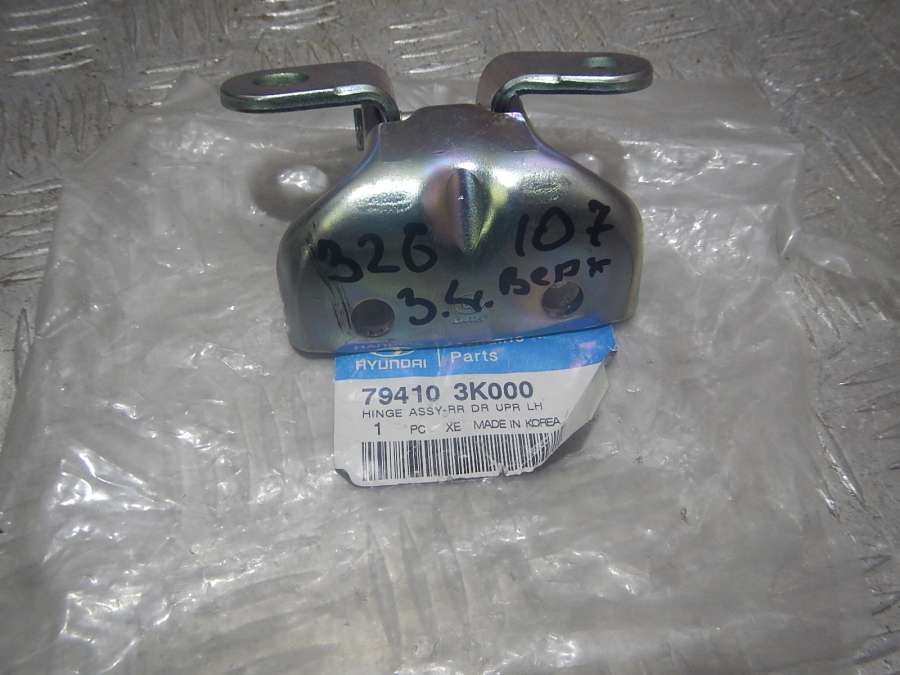 326 107
З.Ч. Верх
HYUNDAI Parts
79410 3K000
HINGE ASSY-RR DR UPR LH
1 PC XE MADE IN KOREA